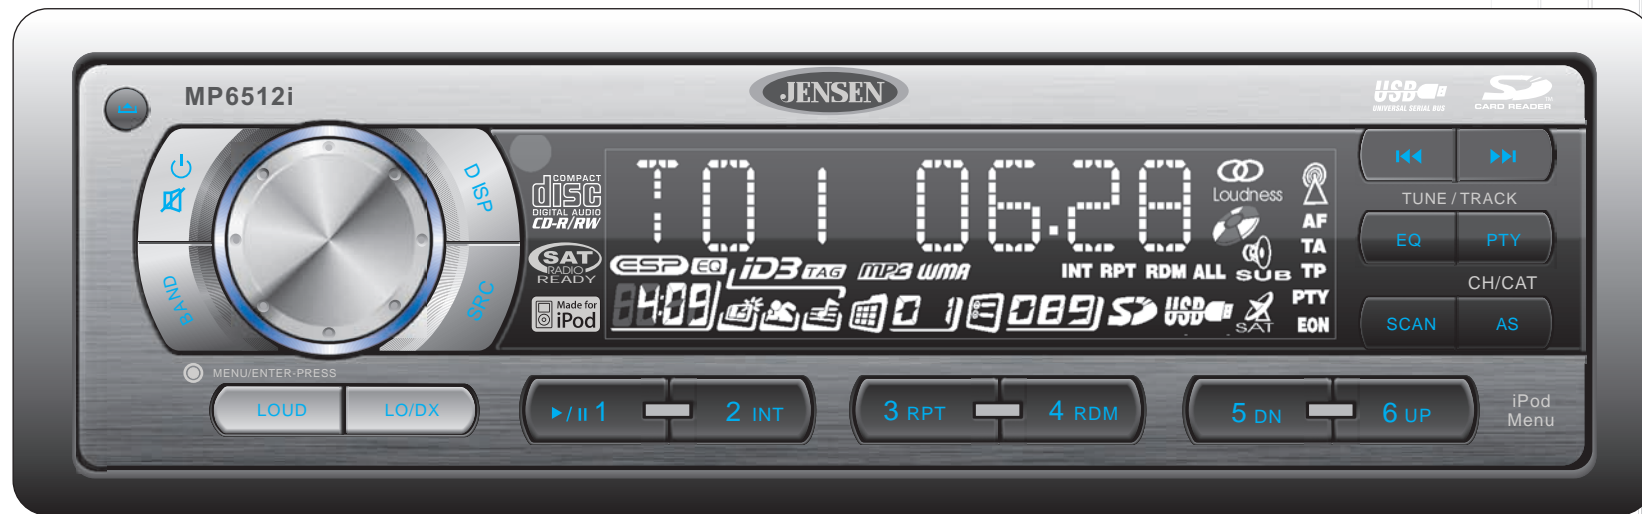 MP6512i
JENSEN
USB
UNIVERSAL SERIAL BUS
SD
CARD READER
TM
DISP
BAND
SRC
COMPACT
disc
DIGITAL AUDIO
CD-R/RW
SAT
RADIO
READY
Made for
iPod
T01 06.28
Loudness
ESP EQ iD3 TAG MP3 WMA
INT RPT RDM ALL
SUB
4:09
01
089
SD USB
SAT
AF
TA
TP
PTY
EON
TUNE / TRACK
EQ PTY
CH/CAT
SCAN AS
MENU/ENTER-PRESS
LOUD LO/DX
1 2 INT
3 RPT 4 RDM
5 DN 6 UP
iPod
Menu